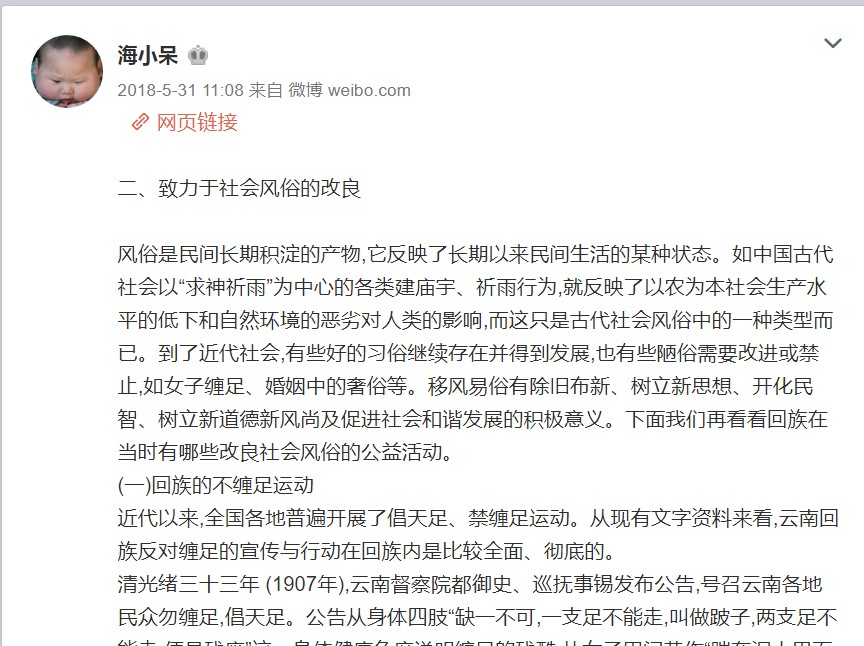 海小呆
2018-5-31 11:08 来自 微博 weibo.com
网页链接
二、致力于社会风俗的改良
风俗是民间长期积淀的产物,它反映了长期以来民间生活的某种状态。如中国古代
社会以“求神祈雨”为中心的各类建庙宇、祈雨行为,就反映了以农为本社会生产水
平的低下和自然环境的恶劣对人类的影响,而这只是古代社会风俗中的一种类型而
已。到了近代社会,有些好的习俗继续存在并得到发展,也有些陋俗需要改进或禁
止,如女子缠足、婚姻中的奢俗等。移风易俗有除旧布新、树立新思想、开化民
智、树立新道德新风尚及促进社会和谐发展的积极意义。下面我们再看看回族在
当时有哪些改良社会风俗的公益活动。
(一)回族的不缠足运动
近代以来,全国各地普遍开展了倡天足、禁缠足运动。从现有文字资料来看,云南回
族反对缠足的宣传与行动在回族内是比较全面、彻底的。
清光绪三十三年 (1907年),云南督察院都御史、巡抚事锡发布公告,号召云南各地
民众勿缠足,倡天足。公告从身体四肢“缺一不可,一支足不能走,叫做跛子,两支足不